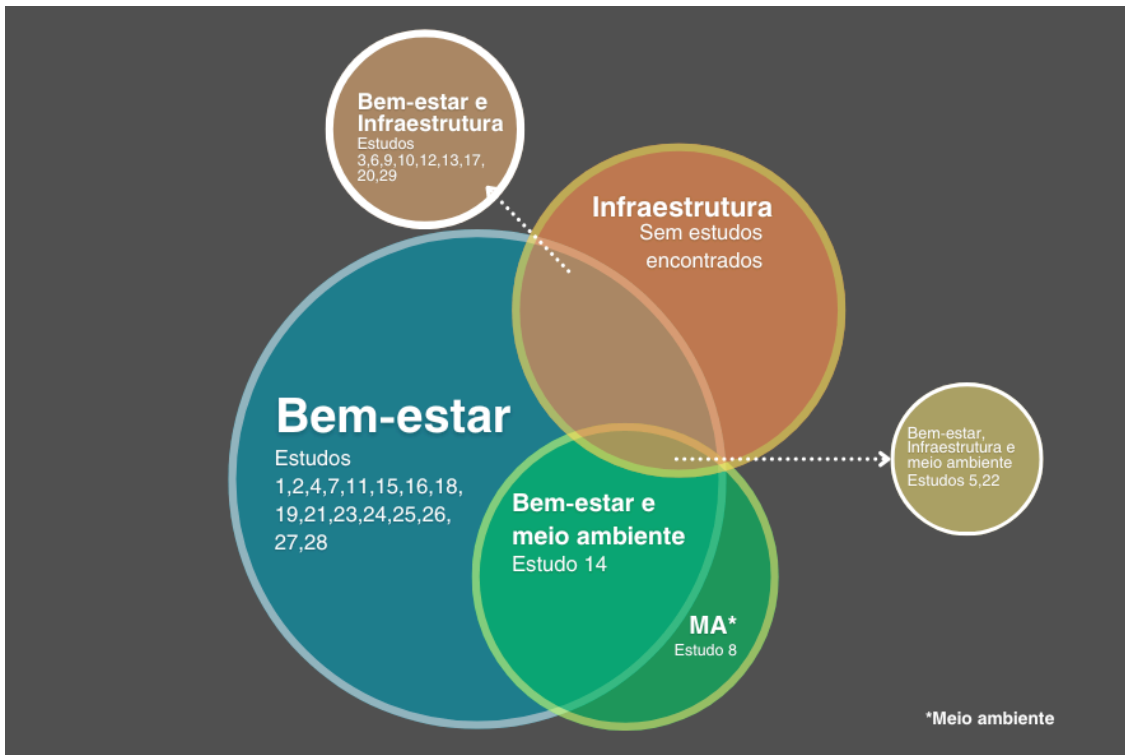 Bem-estar e
Infraestrutura
Estudos
3,6,9,10,12,13,17,
20,29
Infraestrutura
Sem estudos
encontrados
Bem-estar
Estudos
1,2,4,7,11,15,16,18,
19,21,23,24,25,26,
27,28
Bem-estar,
Infraestrutura e
meio ambiente
Estudos 5,22
Bem-estar e
meio ambiente
Estudo 14
MA*
Estudo 8
*Meio ambiente